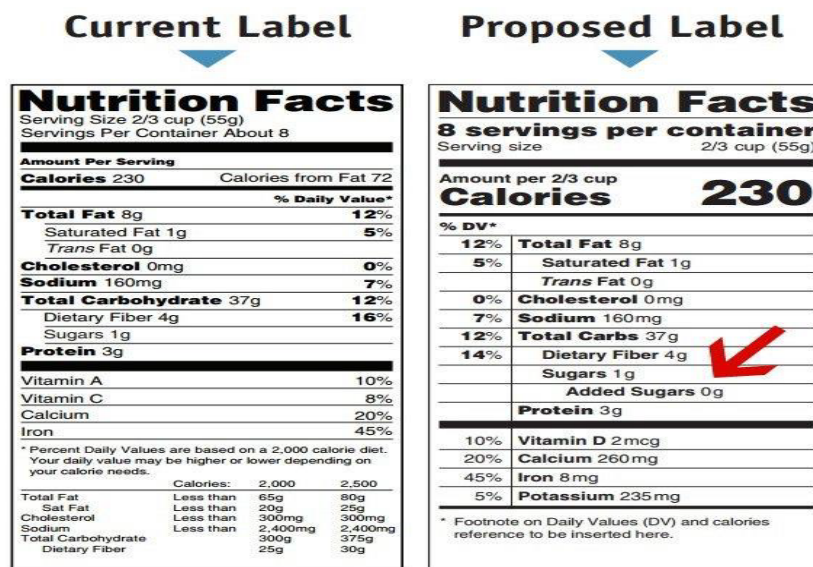 Current Label
Nutrition Facts
Serving Size 2/3 cup (55g)
Servings Per Container About 8
Amount Per Serving
Calories 230 Calories from Fat 72
% Daily Value*
Total Fat 8g 12%
Saturated Fat 1g 5%
Trans Fat 0g
Cholesterol 0mg 0%
Sodium 160mg 7%
Total Carbohydrate 37g 12%
Dietary Fiber 4g 16%
Sugars 1g
Protein 3g
Vitamin A 10%
Vitamin C 8%
Calcium 20%
Iron 45%
* Percent Daily Values are based on a 2,000 calorie diet.
Your daily value may be higher or lower depending on
your calorie needs.
Calories: 2,000 2,500
Total Fat Less than 65g 80g
Sat Fat Less than 20g 25g
Cholesterol Less than 300mg 300mg
Sodium Less than 2,400mg 2,400mg
Total Carbohydrate 300g 375g
Dietary Fiber 25g 30g
Proposed Label
Nutrition Facts
8 servings per container
Serving size 2/3 cup (55g)
Amount per 2/3 cup
Calories 230
% DV*
12% Total Fat 8g
5% Saturated Fat 1g
Trans Fat 0g
0% Cholesterol 0mg
7% Sodium 160mg
12% Total Carbs 37g
14% Dietary Fiber 4g
Sugars 1g
Added Sugars 0g
Protein 3g
10% Vitamin D 2mcg
20% Calcium 260mg
45% Iron 8mg
5% Potassium 235mg
* Footnote on Daily Values (DV) and calories
reference to be inserted here.